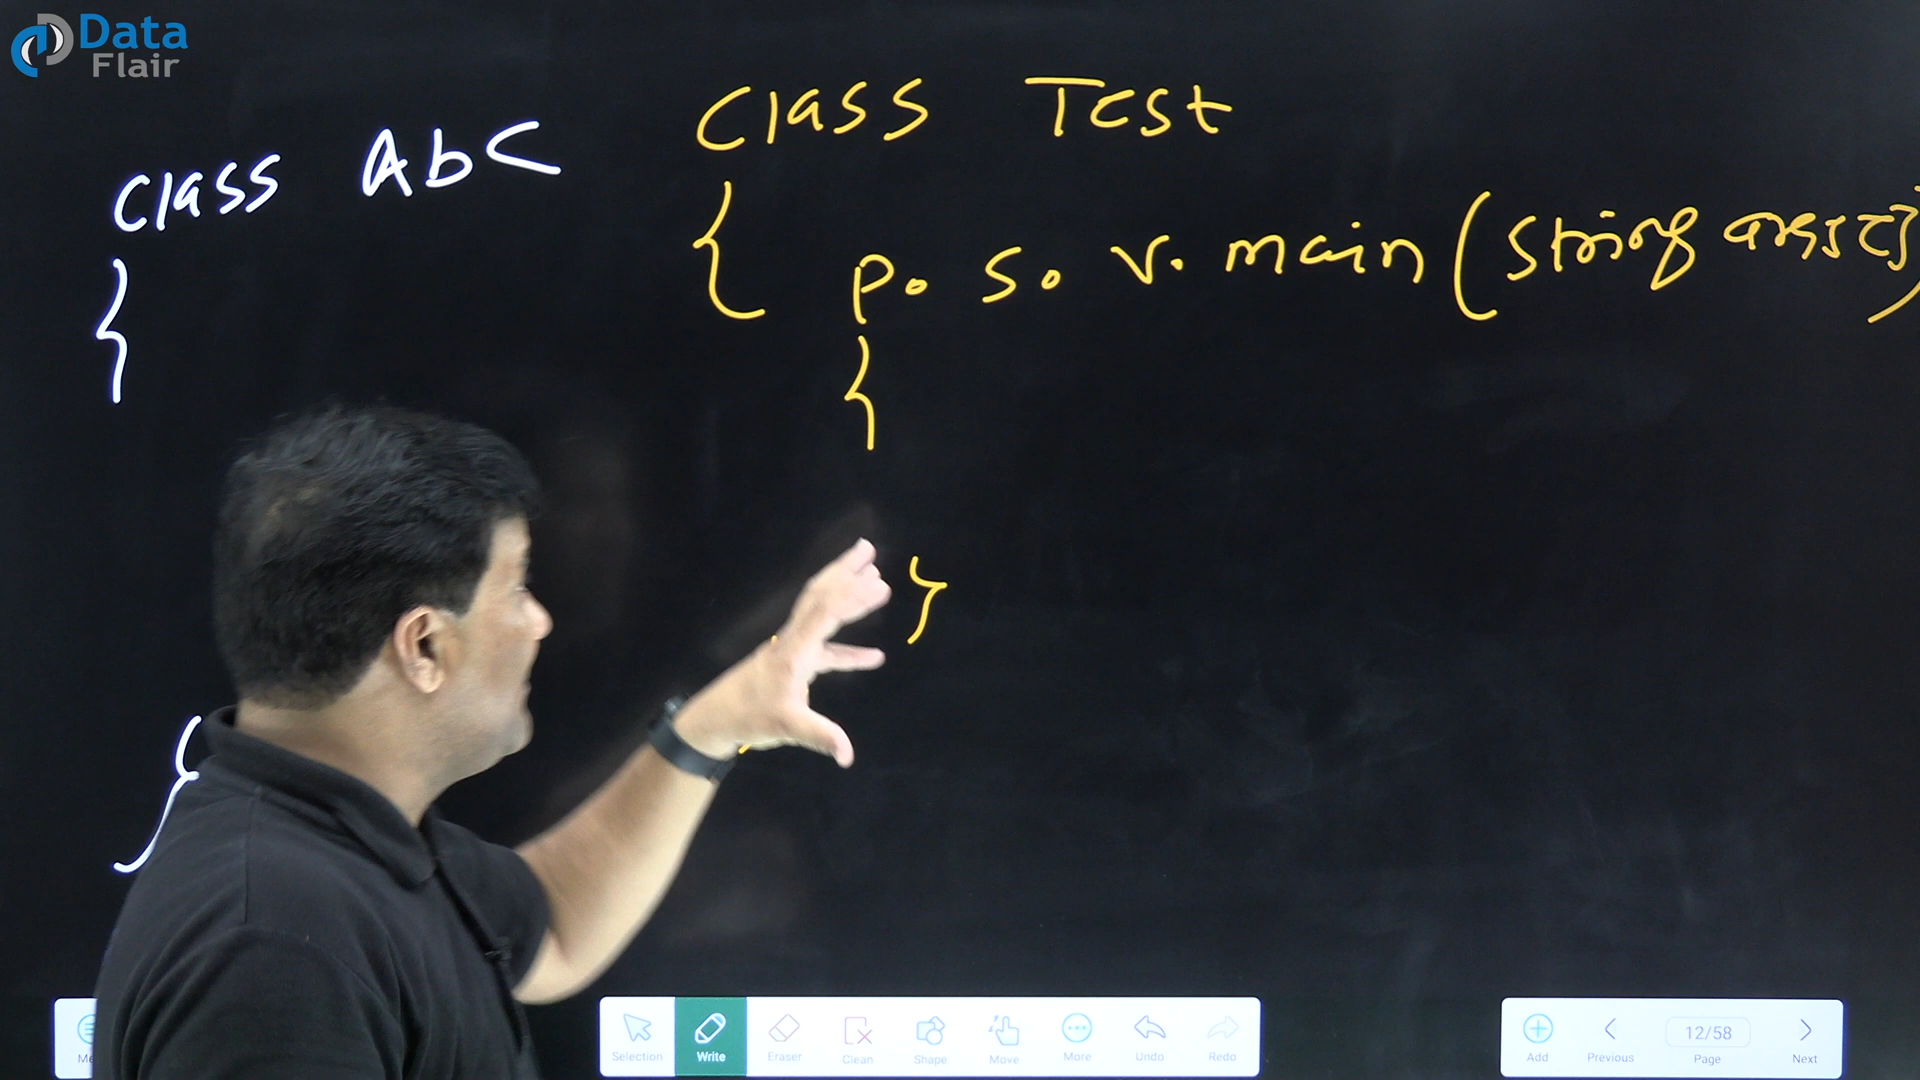 Data
Flair
class Abc
{
}
Class Test
{ p. s. v. main (String args[])
{
}
Selection
Write
Eraser
Clean
Shape
Move
More
Undo
Redo
Add
Previous
12/58
Page
Next